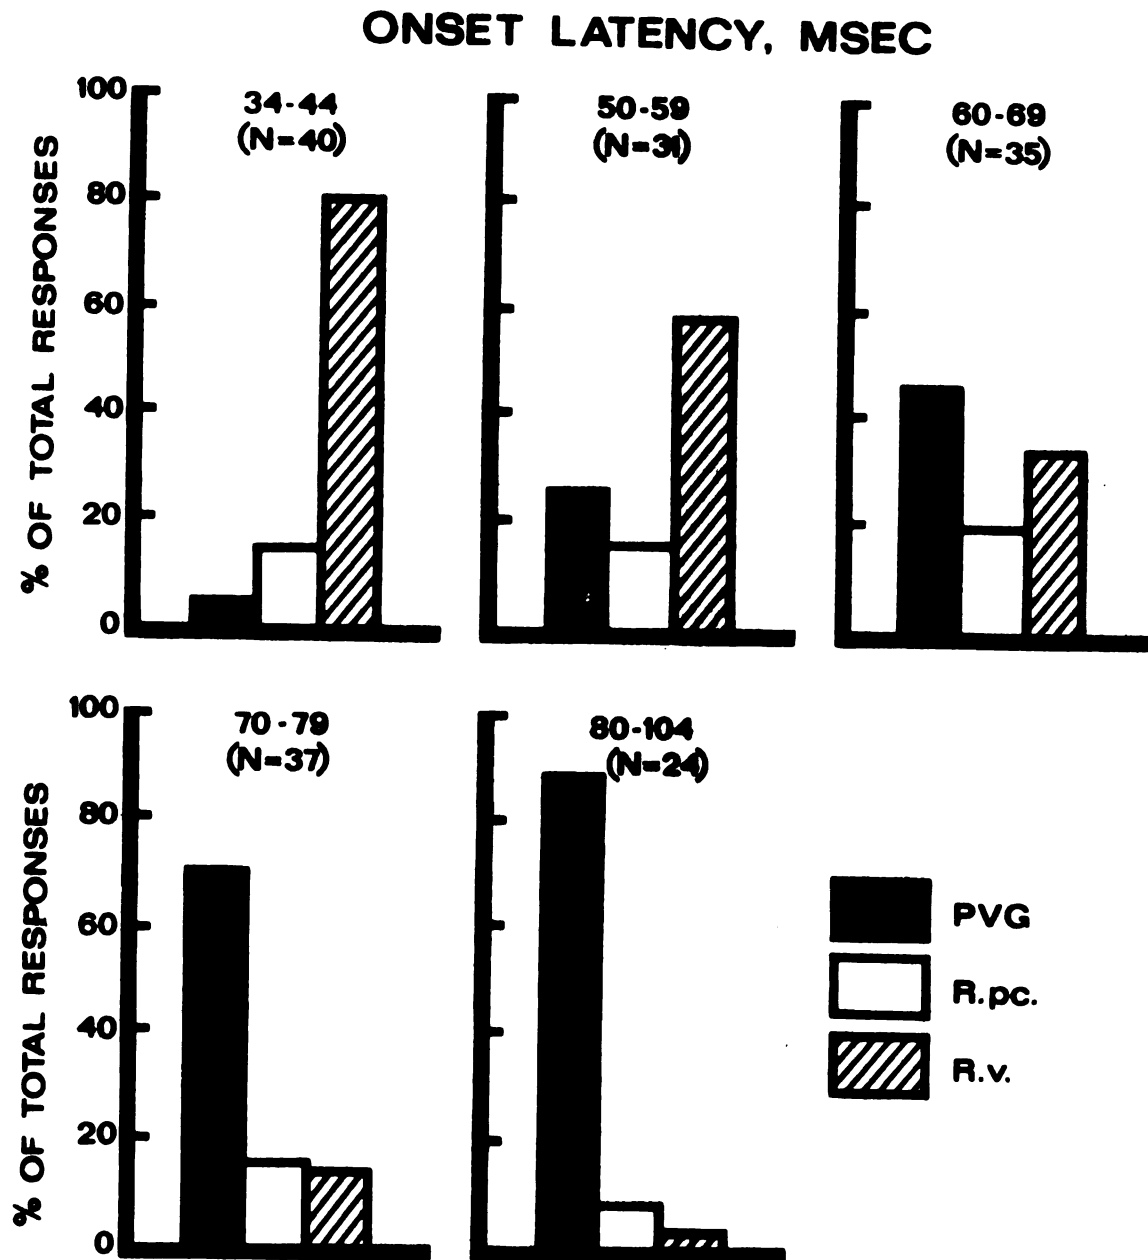 ONSET LATENCY, MSEC
100
80
60
40
20
0
% OF TOTAL RESPONSES
34-44
(N=40)
50-59
(N=31)
60-69
(N=35)
100
80
60
40
20
0
% OF TOTAL RESPONSES
70-79
(N=37)
80-104
(N=24)
PVG
R.pc.
R.v.